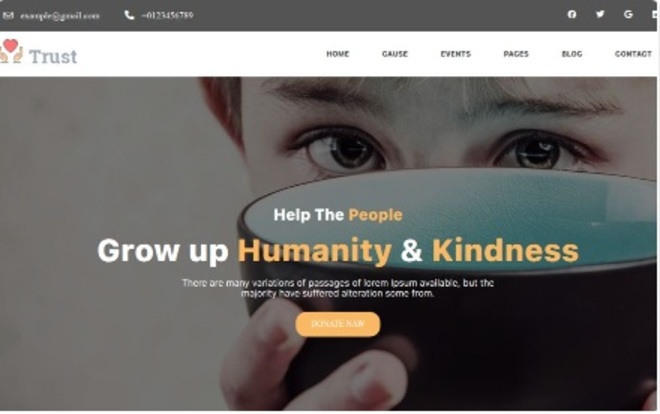 example@gmail.com +0123456789
Trust
HOME CAUSE EVENTS PAGES BLOG CONTACT
Help The People
Grow up Humanity & Kindness
There are many variations of passages of lorem ipsum available, but the
majority have suffered alteration some from.
DONATE NAW